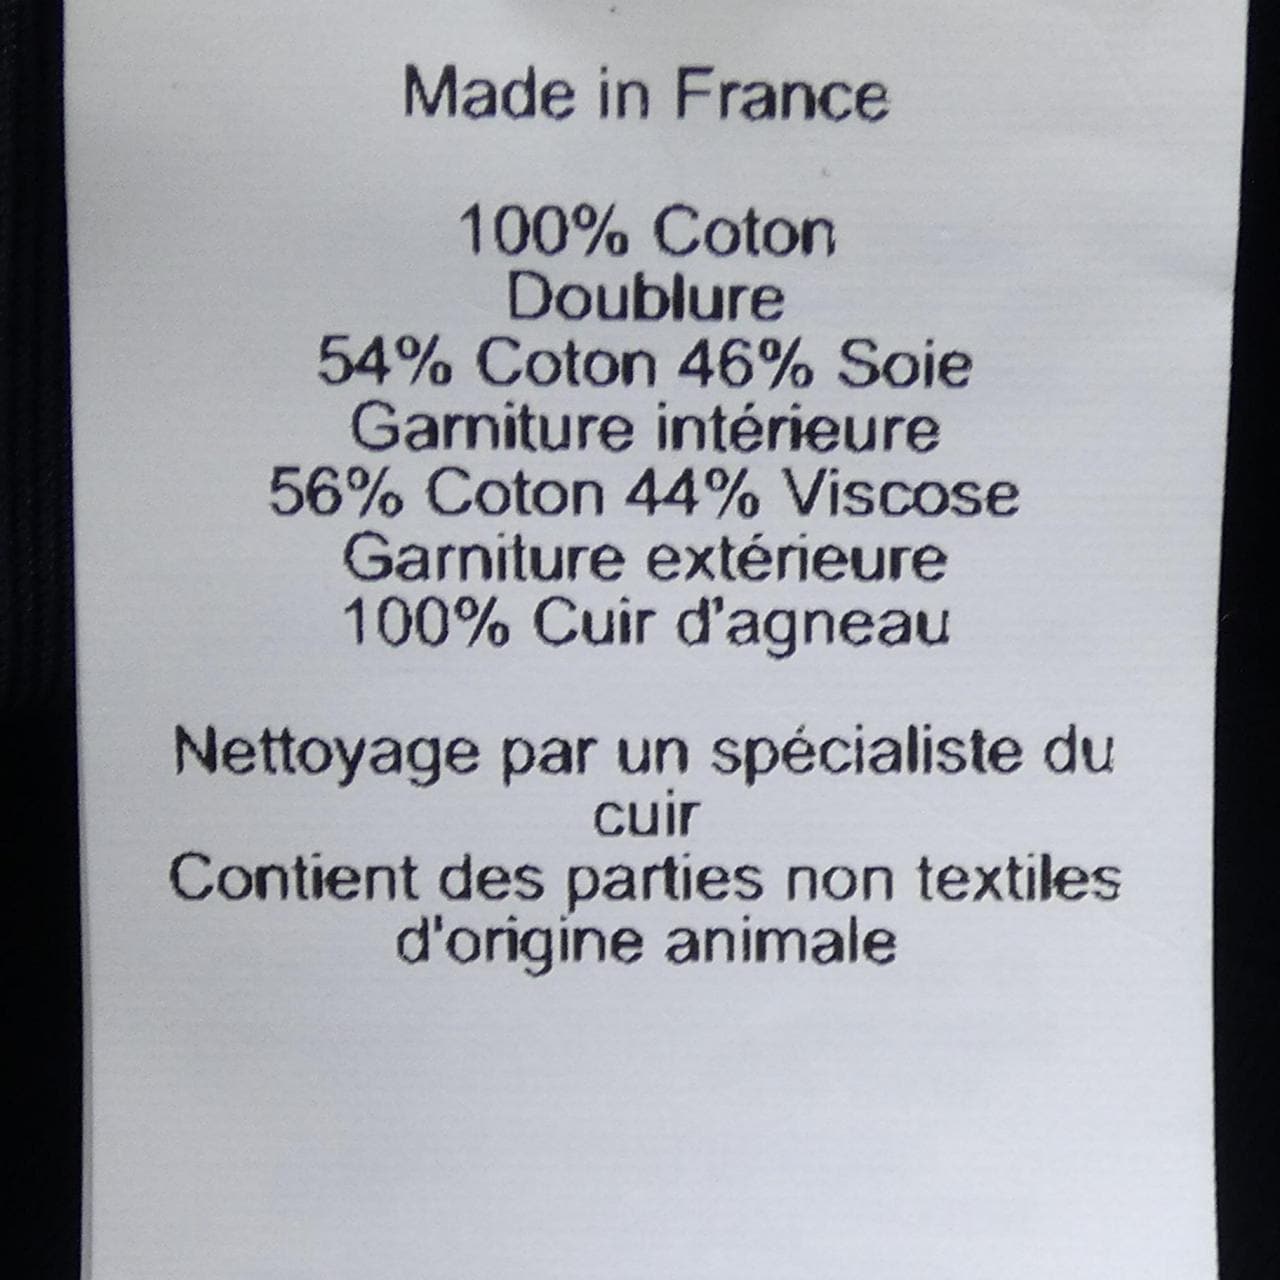 Made in France
100% Coton
Doublure
54% Coton 46% Soie
Garniture intérieure
56% Coton 44% Viscose
Garniture extérieure
100% Cuir d'agneau
Nettoyage par un spécialiste du
cuir
Contient des parties non textiles
d'origine animale